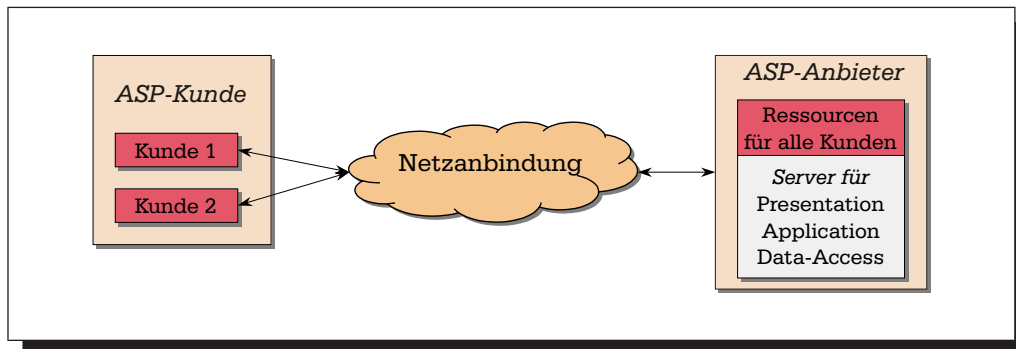 ASP-Kunde
Kunde 1
Kunde 2
Netzanbindung
ASP-Anbieter
Ressourcen
für alle Kunden
Server für
Presentation
Application
Data-Access